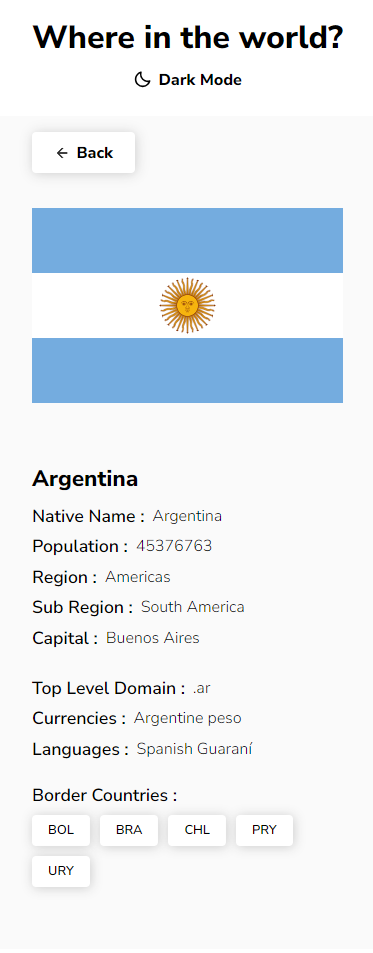 Where in the world?
Dark Mode
Back
Argentina
Native Name : Argentina
Population : 45376763
Region : Americas
Sub Region : South America
Capital : Buenos Aires
Top Level Domain : .ar
Currencies : Argentine peso
Languages : Spanish Guaraní
Border Countries :
BOL BRA CHL PRY
URY